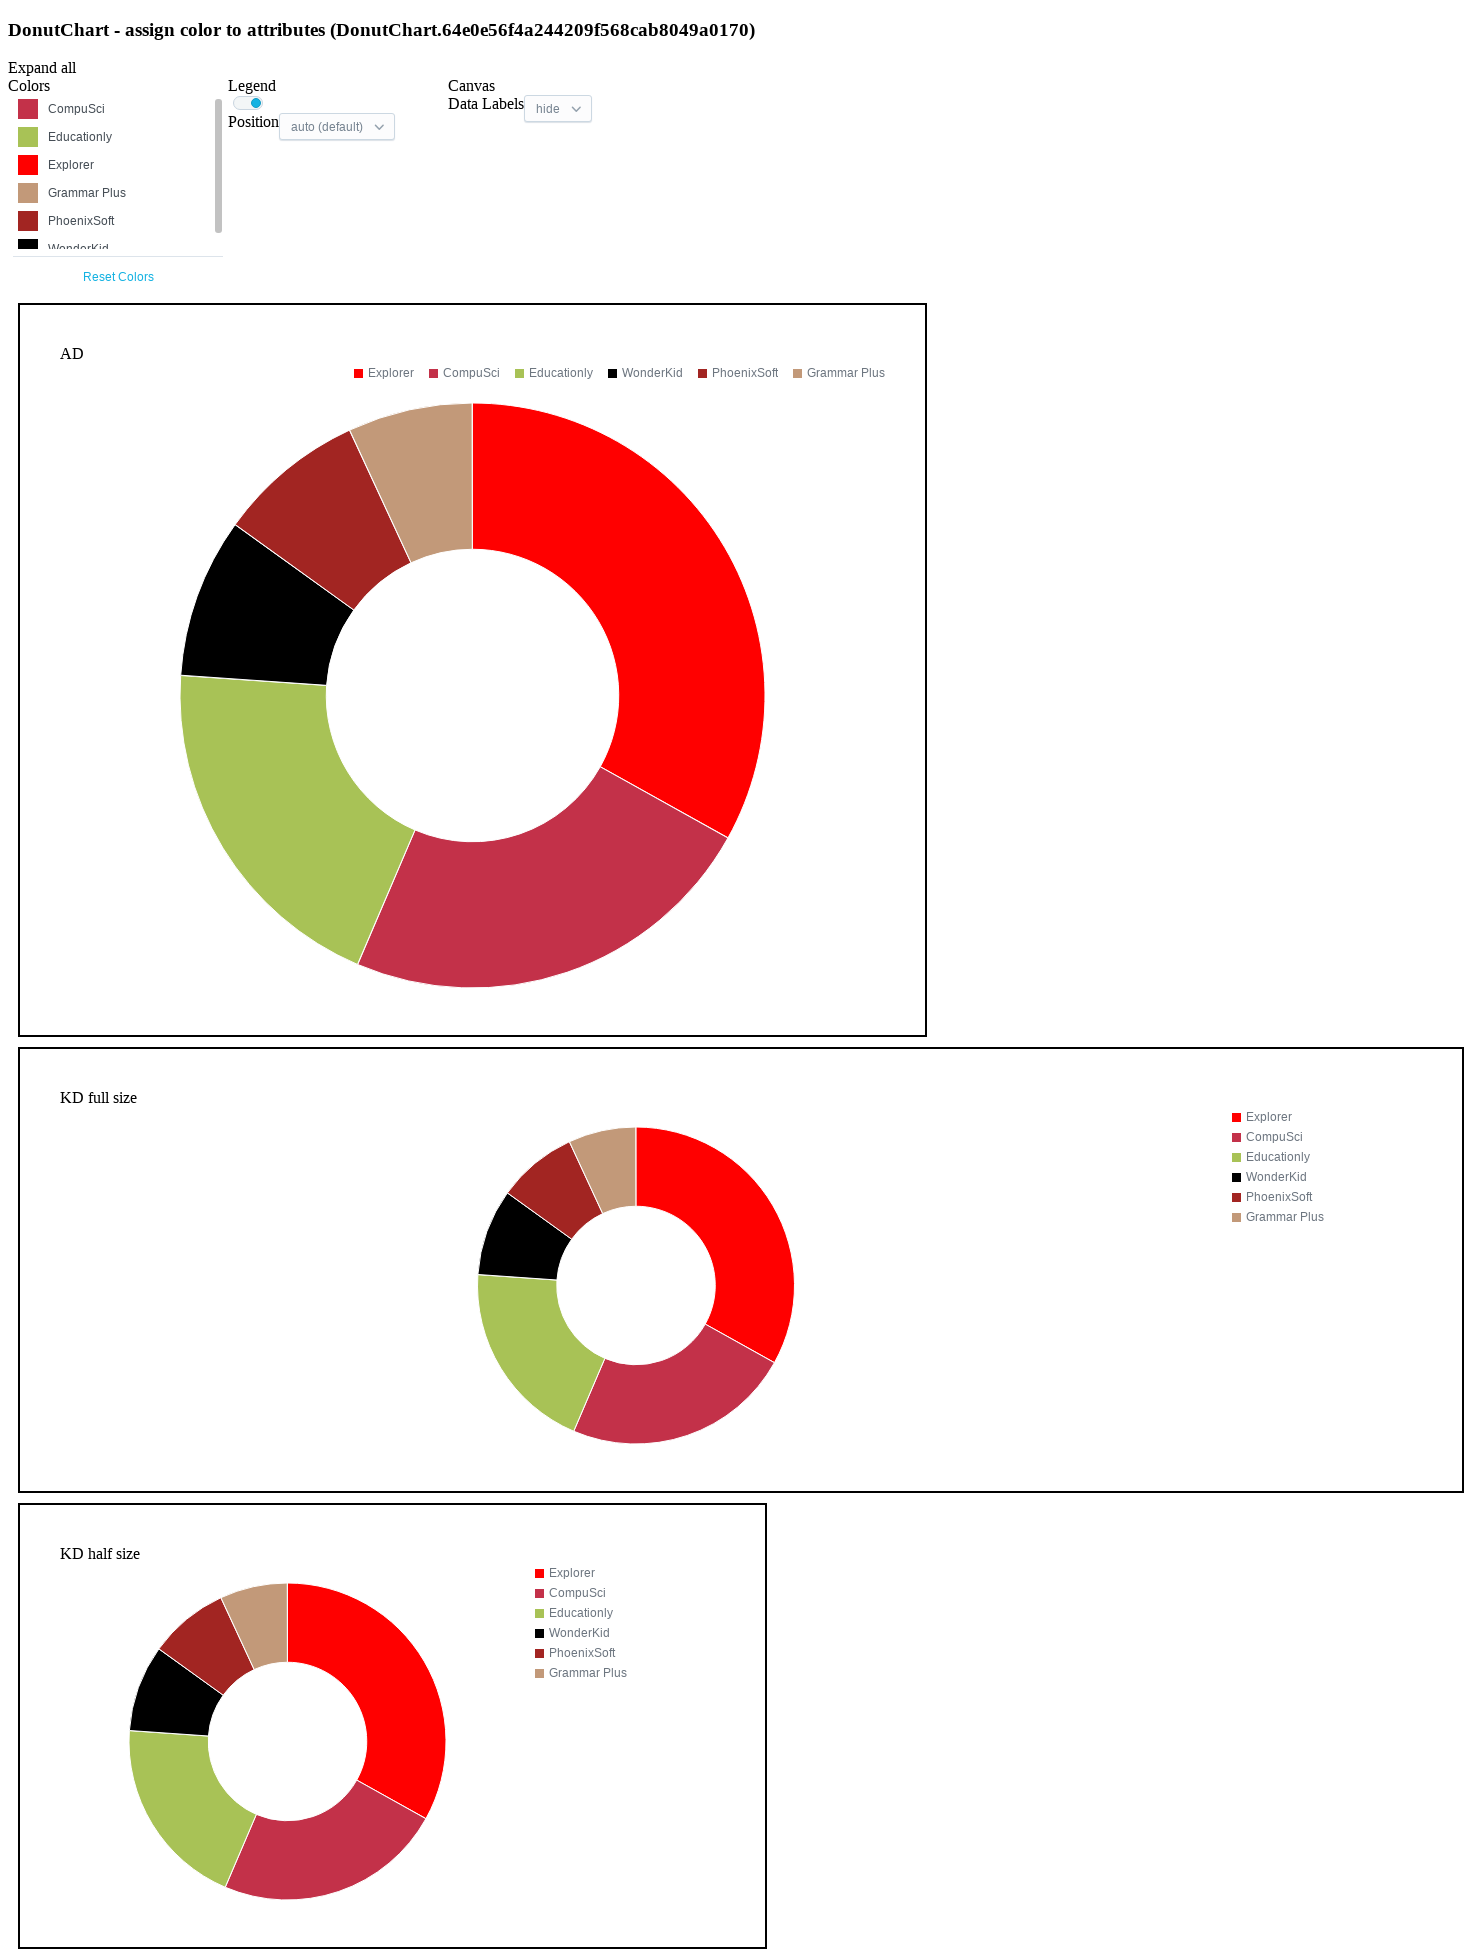 DonutChart - assign color to attributes (DonutChart.64e0e56f4a244209f568cab8049a0170)
Expand all
Colors
CompuSci
Educationly
Explorer
Grammar Plus
PhoenixSoft
WonderKid
Reset Colors
Legend
Position auto (default)
Canvas
Data Labels hide
AD
Explorer CompuSci Educationly WonderKid PhoenixSoft Grammar Plus
KD full size
Explorer
CompuSci
Educationly
WonderKid
PhoenixSoft
Grammar Plus
KD half size
Explorer
CompuSci
Educationly
WonderKid
PhoenixSoft
Grammar Plus